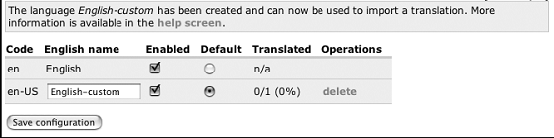 The language English-custom has been created and can now be used to import a translation. More
information is available in the help screen.
Code English name Enabled Default Translated Operations
en English n/a
en-US English-custom 0/1 (0%) delete
Save configuration